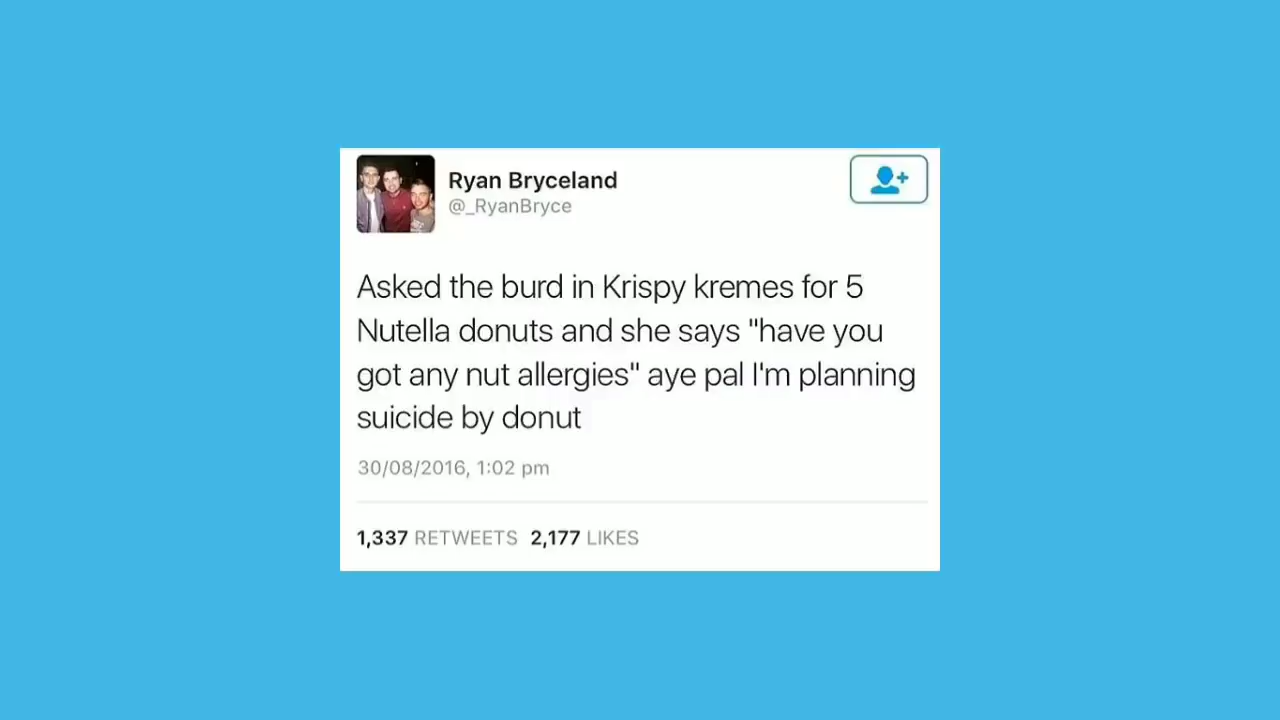 Ryan Bryceland
@_RyanBryce
Asked the burd in Krispy kremes for 5
Nutella donuts and she says "have you
got any nut allergies" aye pal I'm planning
suicide by donut
30/08/2016, 1:02 pm
1,337 RETWEETS 2,177 LIKES